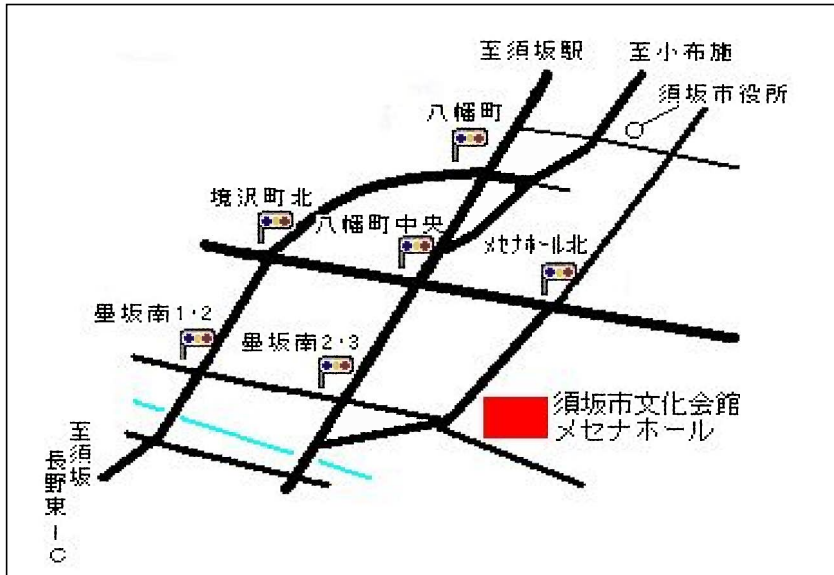 至須坂駅
至小布施
須坂市役所
八幡町
境沢町北
八幡町中央
メセナホール北
墨坂南1・2
墨坂南2・3
須坂市文化会館
メセナホール
至須坂
長野東IC